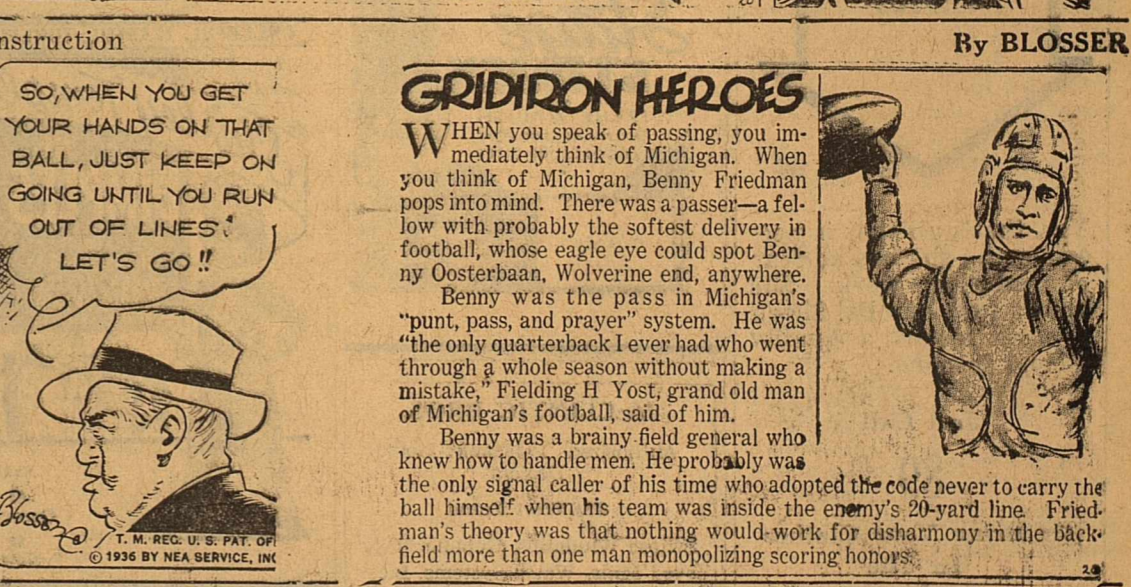 nstruction
By BLOSSER
SO, WHEN YOU GET
YOUR HANDS ON THAT
BALL, JUST KEEP ON
GOING UNTIL YOU RUN
OUT OF LINES!
LET'S GO!!
Blosser
T. M. REG. U. S. PAT. OF
© 1936 BY NEA SERVICE, INC
GRIDIRON HEROES
WHEN you speak of passing, you im-
mediately think of Michigan. When
you think of Michigan, Benny Friedman
pops into mind. There was a passer—a fel-
low with probably the softest delivery in
football, whose eagle eye could spot Ben-
ny Oosterbaan, Wolverine end, anywhere.
Benny was the pass in Michigan's
"punt, pass, and prayer" system. He was
"the only quarterback I ever had who went
through a whole season without making a
mistake," Fielding H Yost, grand old man
of Michigan's football, said of him.
Benny was a brainy field general who
knew how to handle men. He probably was
the only signal caller of his time who adopted the code never to carry the
ball himself when his team was inside the enemy's 20-yard line. Fried-
man's theory was that nothing would work for disharmony in the back-
field more than one man monopolizing scoring honors.